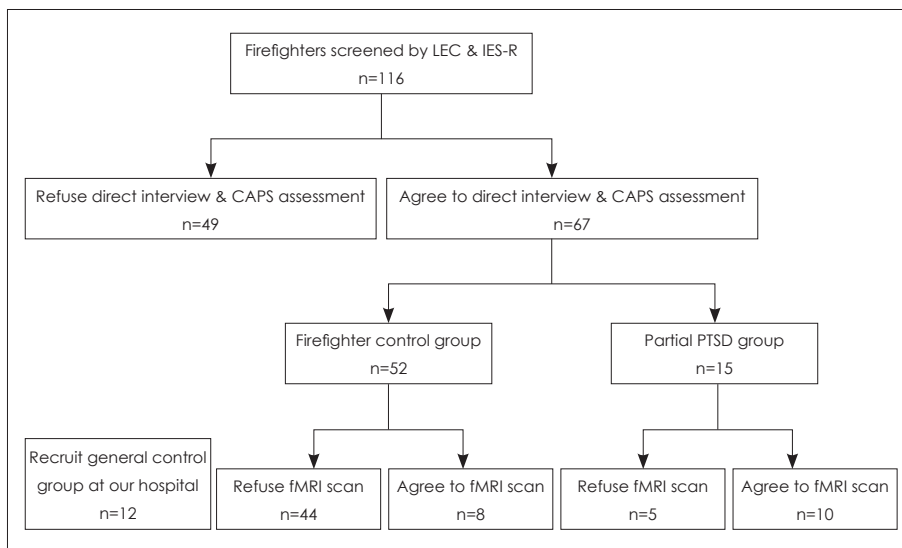 Firefighters screened by LEC & IES-R
n=116
Refuse direct interview & CAPS assessment
n=49
Agree to direct interview & CAPS assessment
n=67
Firefighter control group
n=52
Partial PTSD group
n=15
Recruit general control
group at our hospital
n=12
Refuse fMRI scan
n=44
Agree to fMRI scan
n=8
Refuse fMRI scan
n=5
Agree to fMRI scan
n=10